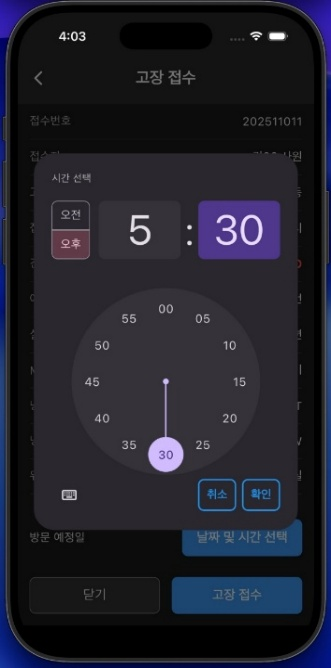 4:03
고장 접수
접수번호
202511011
시간 선택
오전
오후
5 : 30
00
05
10
15
20
25
30
35
40
45
50
55
취소
확인
방문 예정일
날짜 및 시간 선택
닫기
고장 접수